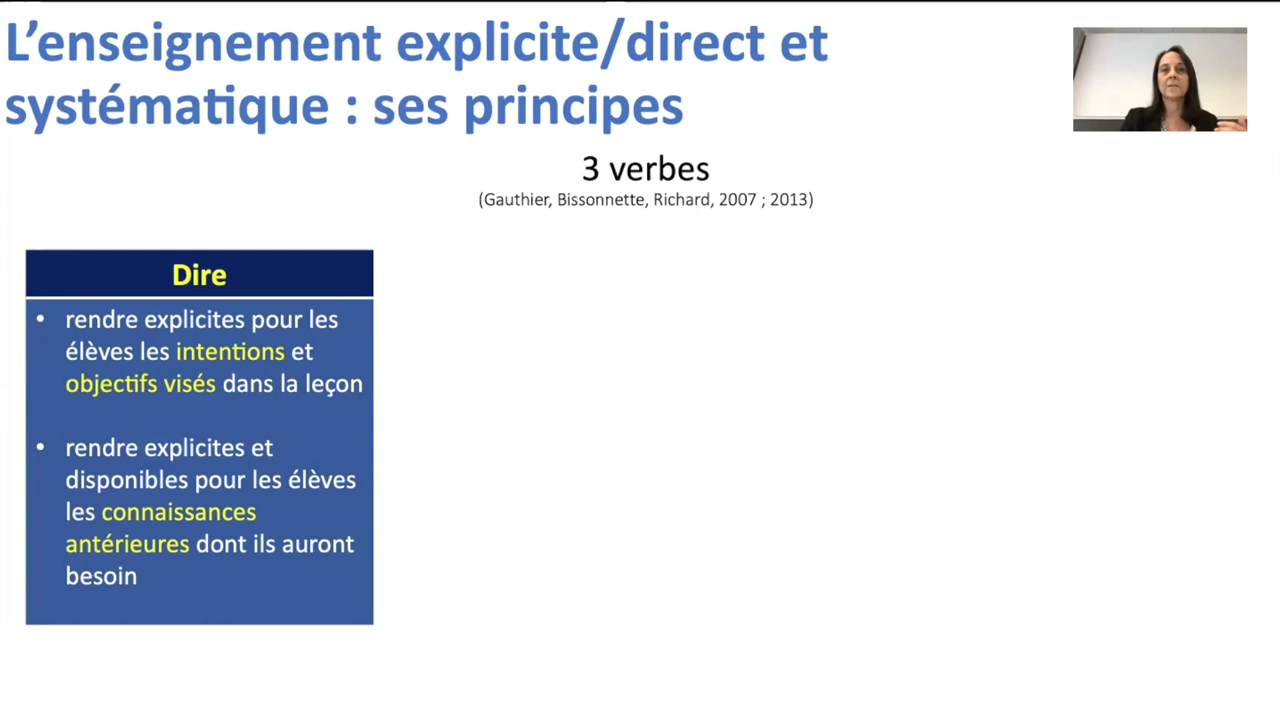 L’enseignement explicite/direct et
systématique : ses principes
3 verbes
(Gauthier, Bissonnette, Richard, 2007 ; 2013)
Dire
• rendre explicites pour les
élèves les intentions et
objectifs visés dans la leçon
• rendre explicites et
disponibles pour les élèves
les connaissances
antérieures dont ils auront
besoin